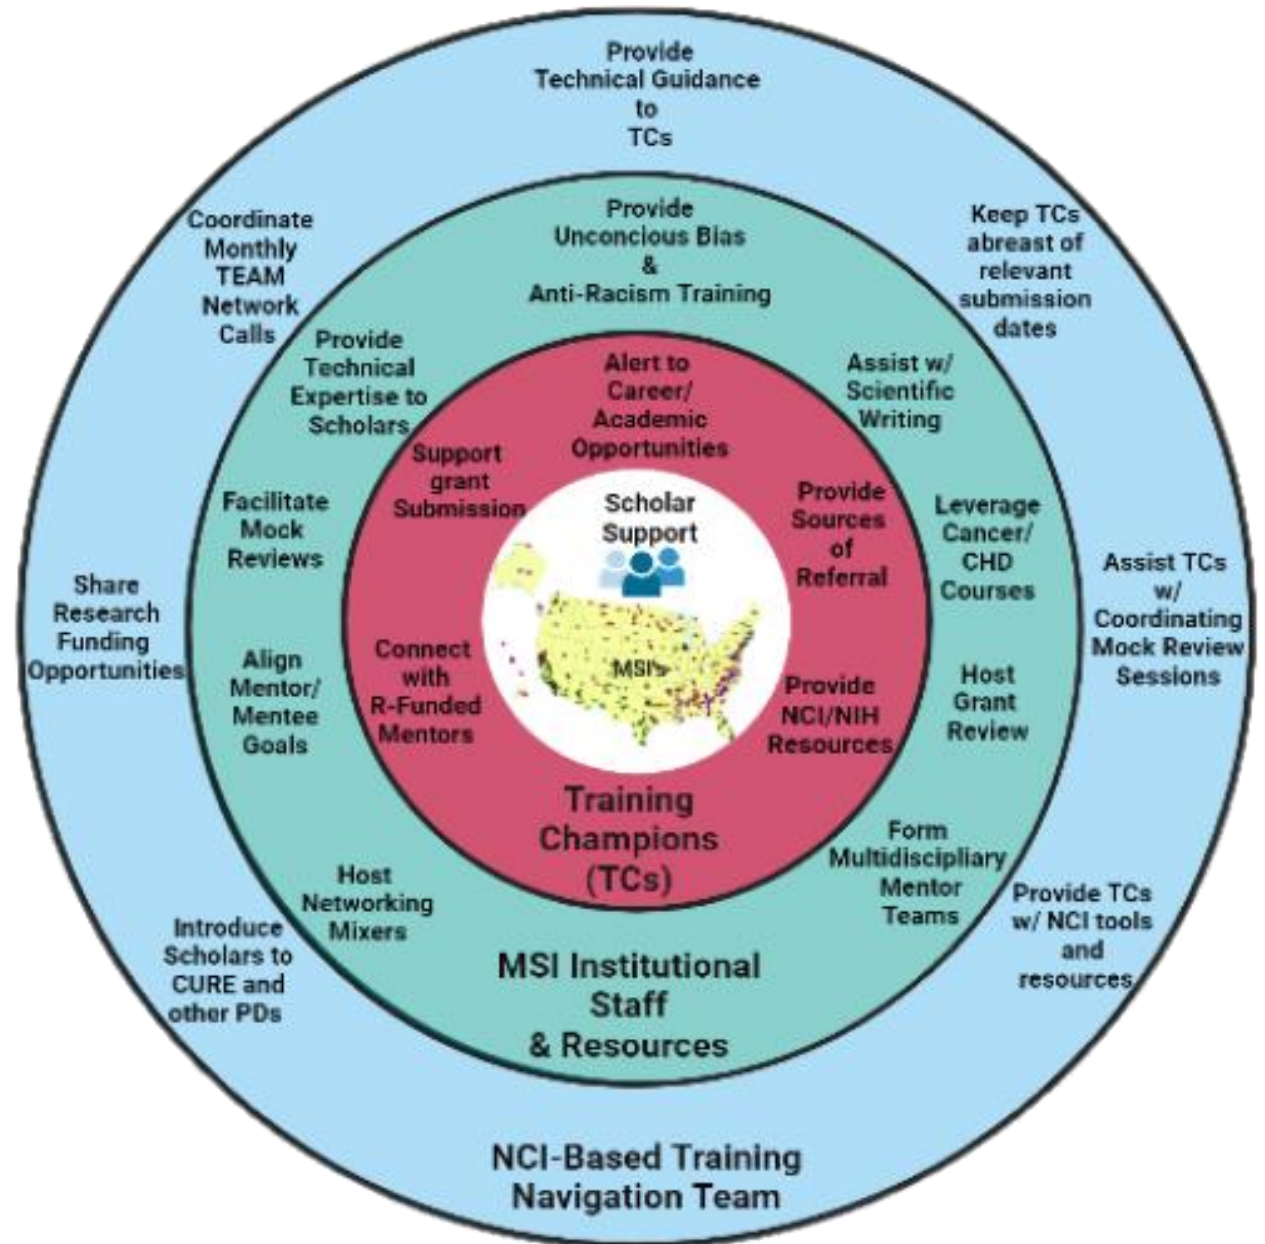 Provide
Technical Guidance
to
TCs
Coordinate
Monthly
TEAM
Network
Calls
Keep TCs
abreast of
relevant
submission
dates
Share
Research
Funding
Opportunities
Assist TCs
w/
Coordinating
Mock Review
Sessions
Introduce
Scholars to
CURE and
other PDs
Provide TCs
w/ NCI tools
and
resources
NCI-Based Training
Navigation Team
Provide
Unconcious Bias
&
Anti-Racism Training
Provide
Technical
Expertise to
Scholars
Assist w/
Scientific
Writing
Facilitate
Mock
Reviews
Leverage
Cancer/
CHD
Courses
Align
Mentor/
Mentee
Goals
Host
Grant
Review
Host
Networking
Mixers
Form
Multidiscipliary
Mentor
Teams
MSI Institutional
Staff
& Resources
Alert to
Career/
Academic
Opportunities
Support
grant
Submission
Provide
Sources
of
Referral
Connect
with
R-Funded
Mentors
Provide
NCI/NIH
Resources
Training
Champions
(TCs)
Scholar
Support
MSI's